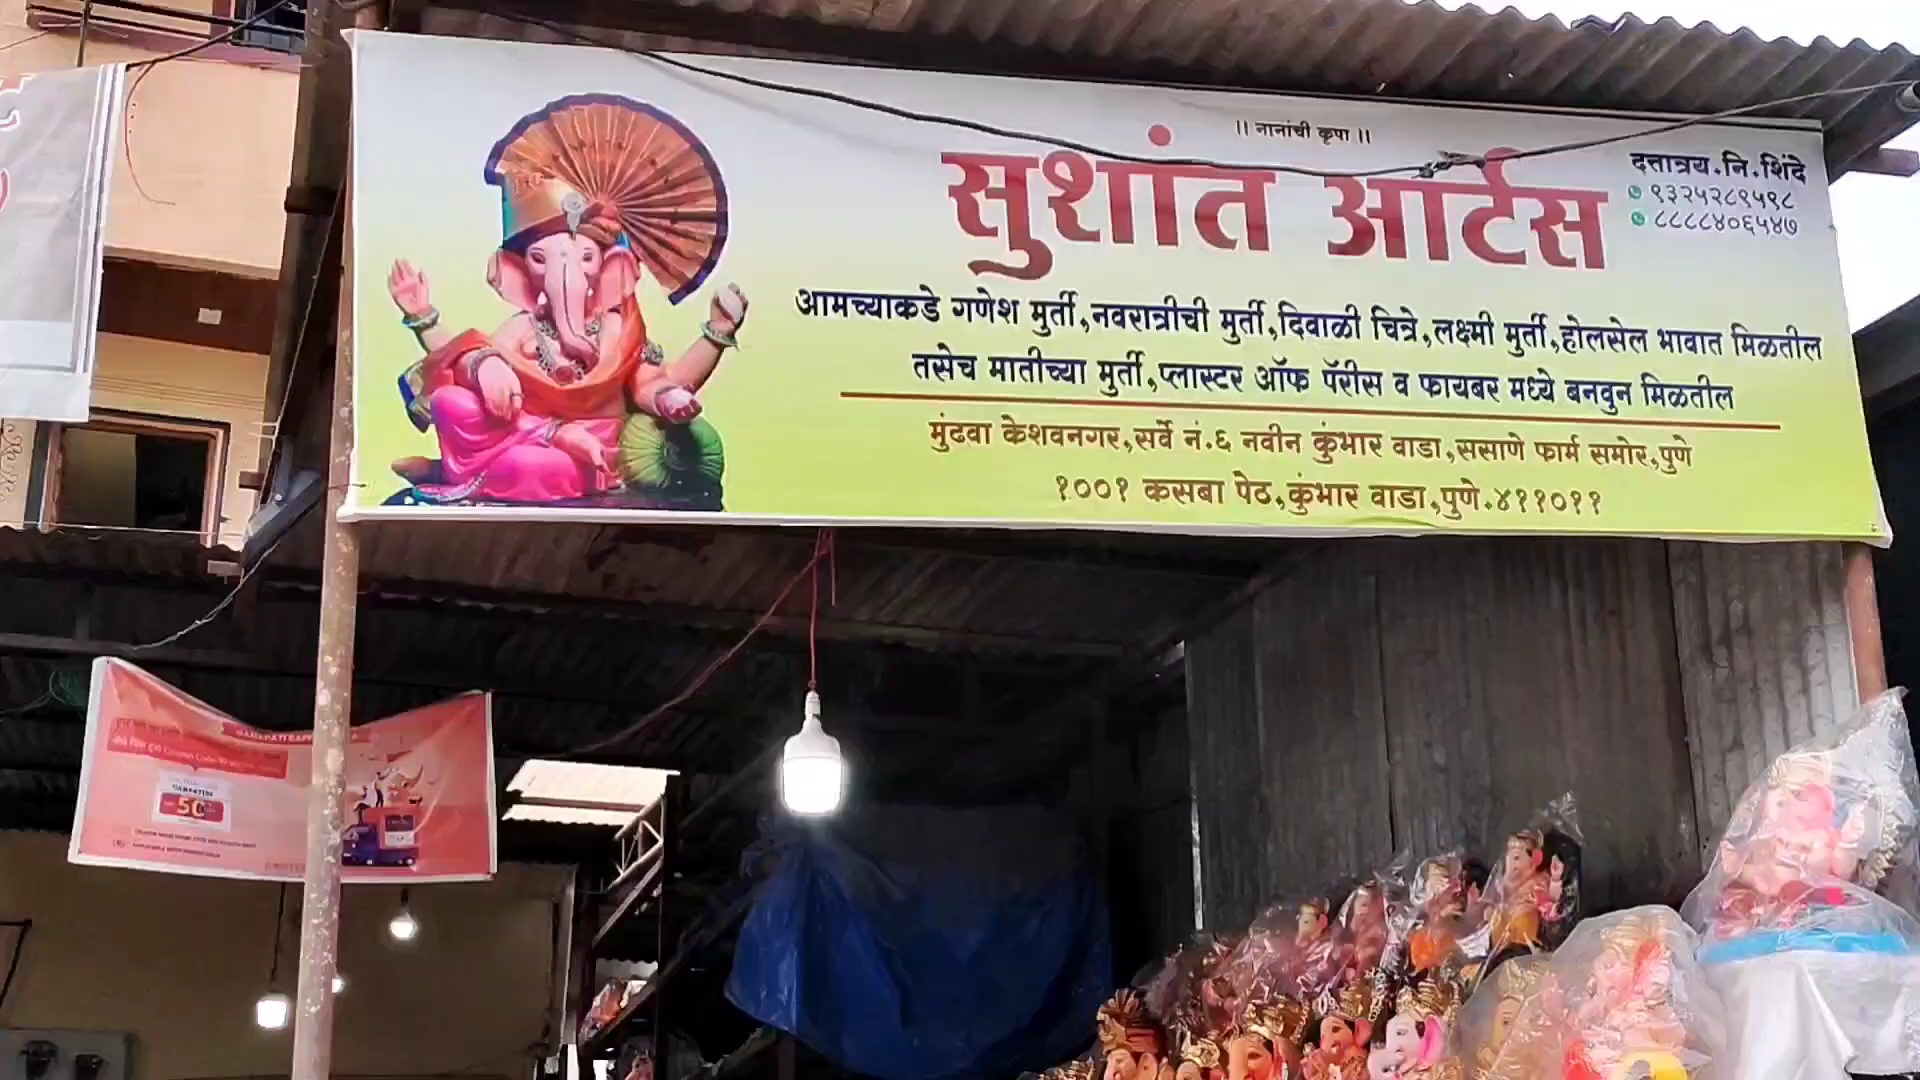 ।। नानांची कृपा ।।
सुशांत आर्टस
दत्तात्रय.नि.शिंदे
९३२५२८९५९८
८८८८४०६५४७
आमच्याकडे गणेश मुर्ती,नवरात्रीची मुर्ती,दिवाळी चित्रे,लक्ष्मी मुर्ती,होलसेल भावात मिळतील
तसेच मातीच्या मुर्ती,प्लास्टर ऑफ पॅरीस व फायबर मध्ये बनवुन मिळतील
मुंढवा केशवनगर,सर्वे नं.६ नवीन कुंभार वाडा,ससाणे फार्म समोर,पुणे
१००१ कसबा पेठ,कुंभार वाडा,पुणे.४११०११